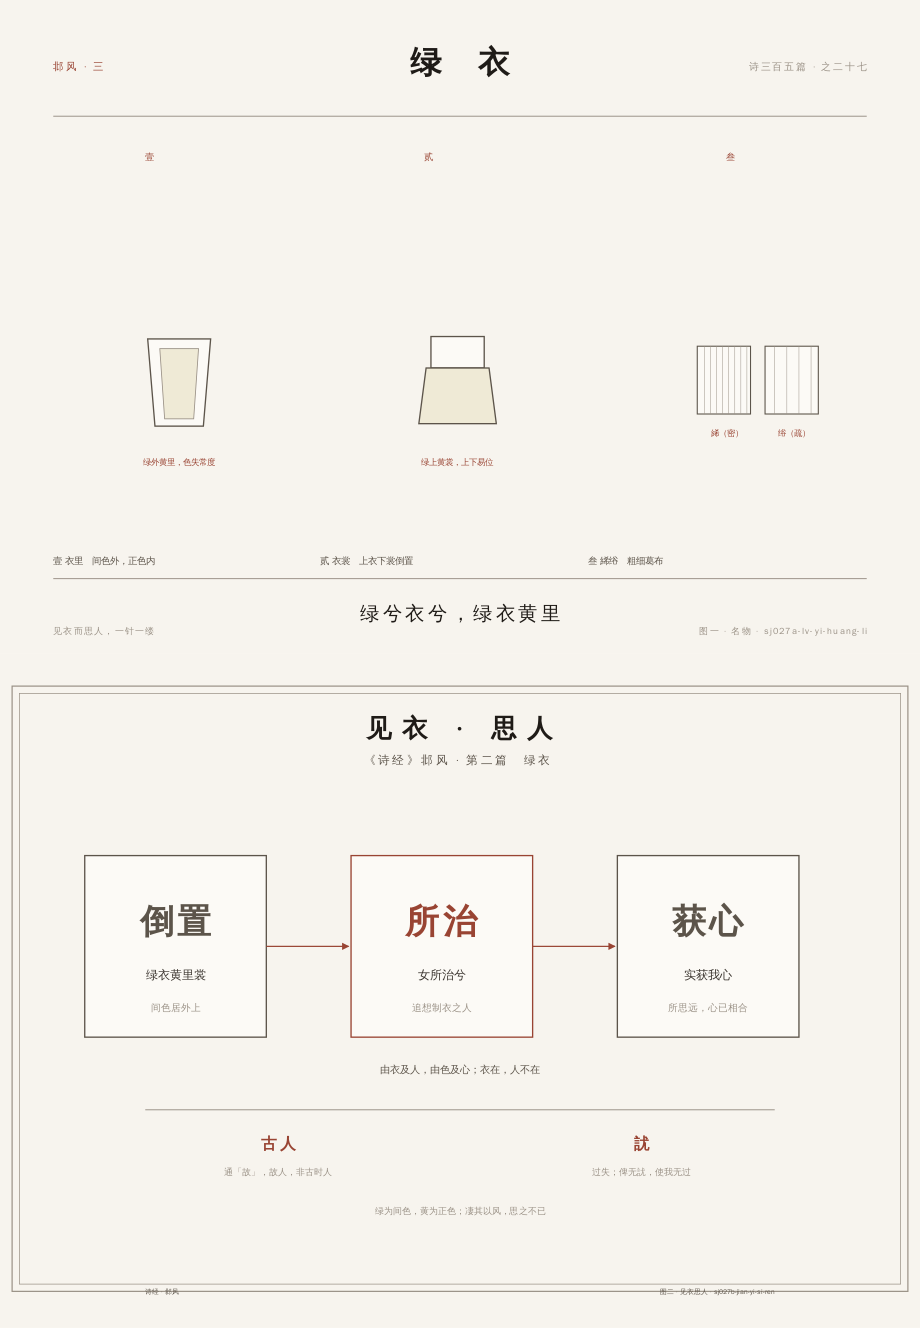 邶风 · 三
绿 衣
诗三百五篇 · 之二十七
壹
贰
叁
絺（密）
绤（疏）
绿外黄里，色失常度
绿上黄裳，上下易位
壹 衣里 间色外，正色内
贰 衣裳 上衣下裳倒置
叁 絺绤 粗细葛布
绿兮衣兮，绿衣黄里
见衣而思人，一针一缕
图一 · 名物 · sj027a-lv-yi-huang-li
见衣 · 思人
《诗经》邶风 · 第二篇 绿衣
倒置
所治
获心
绿衣黄里裳
女所治兮
实获我心
间色居外上
追想制衣之人
所思远，心已相合
由衣及人，由色及心；衣在，人不在
古人
訧
通「故」，故人，非古时人
过失；俾无訧，使我无过
绿为间色，黄为正色；凄其以风，思之不已
诗经 · 邶风
图二 · 见衣思人 · sj027b-jian-yi-si-ren